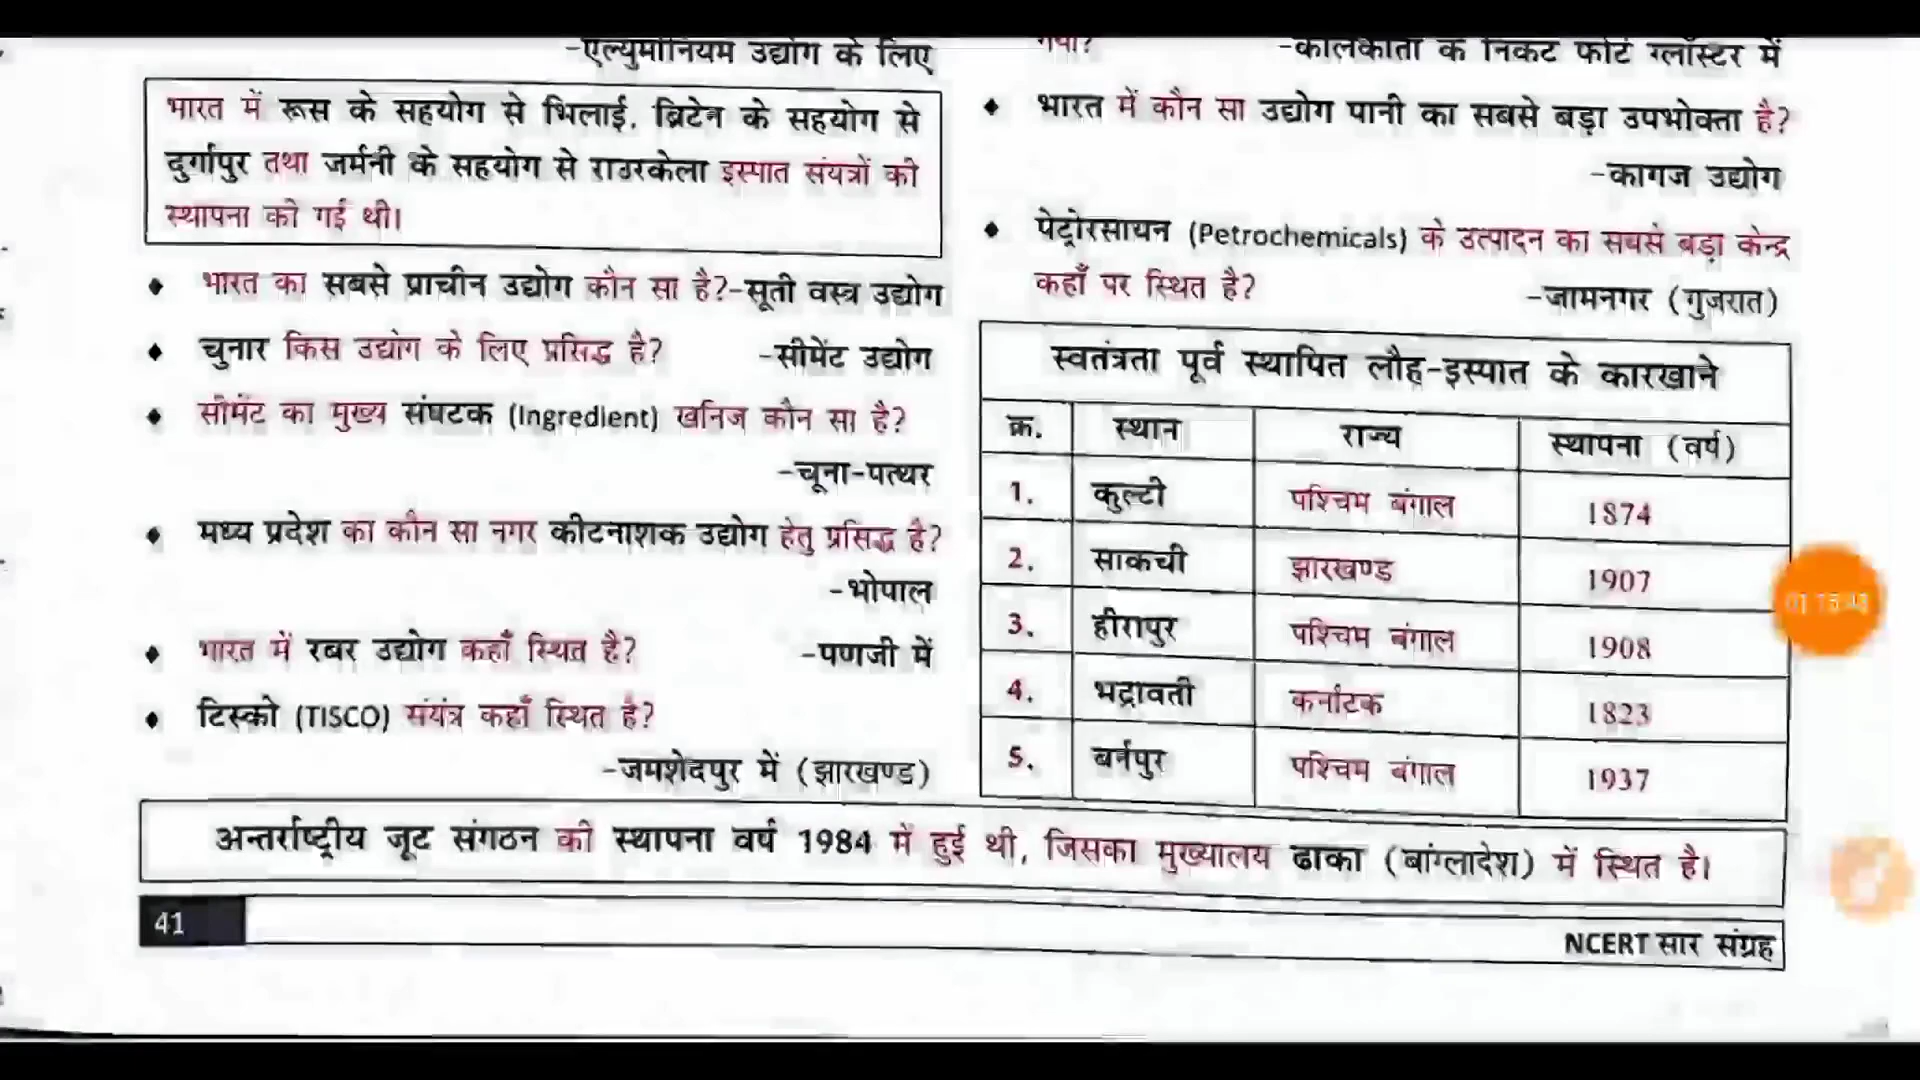 -एल्युमीनियम उद्योग के लिए
भारत में रूस के सहयोग से भिलाई, ब्रिटेन के सहयोग से
दुर्गापुर तथा जर्मनी के सहयोग से राउरकेला इस्पात संयत्रों की
स्थापना की गई थी।
♦ भारत का सबसे प्राचीन उद्योग कौन सा है?-सूती वस्त्र उद्योग
♦ चुनार किस उद्योग के लिए प्रसिद्ध है? -सीमेंट उद्योग
♦ सीमेंट का मुख्य संघटक (Ingredient) खनिज कौन सा है?
-चूना-पत्थर
♦ मध्य प्रदेश का कौन सा नगर कीटनाशक उद्योग हेतु प्रसिद्ध है?
-भोपाल
♦ भारत में रबर उद्योग कहाँ स्थित है? -पणजी में
♦ टिस्को (TISCO) संयंत्र कहाँ स्थित है?
-जमशेदपुर में (झारखण्ड)
गया? -कोलकाता के निकट फोर्ट ग्लॉस्टर में
♦ भारत में कौन सा उद्योग पानी का सबसे बड़ा उपभोक्ता है?
-कागज उद्योग
♦ पेट्रोरसायन (Petrochemicals) के उत्पादन का सबसे बड़ा केन्द्र
कहाँ पर स्थित है? -जामनगर (गुजरात)
स्वतंत्रता पूर्व स्थापित लौह-इस्पात के कारखाने
क्र. स्थान राज्य स्थापना (वर्ष)
1. कुल्टी पश्चिम बंगाल 1874
2. साकची झारखण्ड 1907
3. हीरापुर पश्चिम बंगाल 1908
4. भद्रावती कर्नाटक 1823
5. बर्नपुर पश्चिम बंगाल 1937
अन्तर्राष्ट्रीय जूट संगठन की स्थापना वर्ष 1984 में हुई थी, जिसका मुख्यालय ढाका (बांग्लादेश) में स्थित है।
41
NCERT सार संग्रह